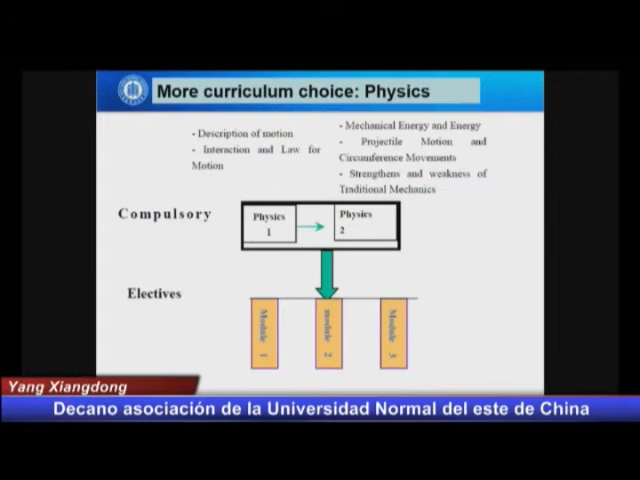 More curriculum choice: Physics
- Description of motion
- Interaction and Law for
Motion
- Mechanical Energy and Energy
- Projectile Motion and
Circumference Movements
- Strengthens and weakness of
Traditional Mechanics
Compulsory
Physics
1
Physics
2
Electives
Module 1
module 2
Module 3
Yang Xiangdong
Decano asociación de la Universidad Normal del este de China